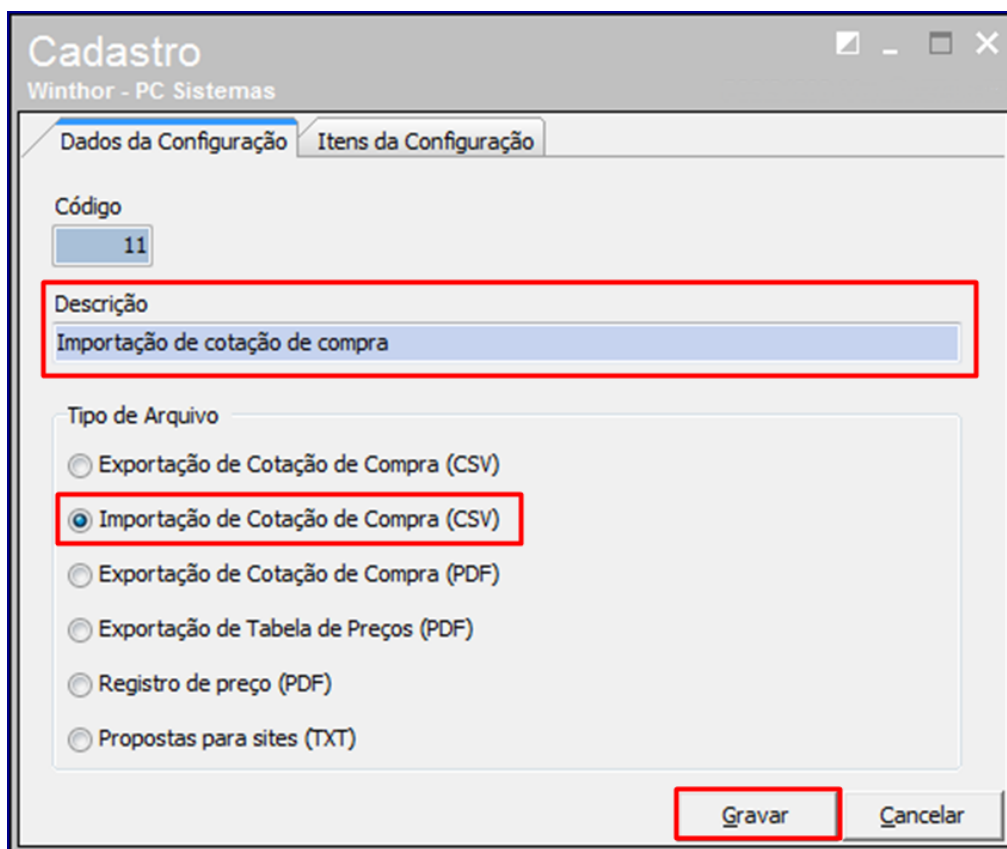 Cadastro
Winthor - PC Sistemas
Dados da Configuração
Itens da Configuração
Código
11
Descrição
Importação de cotação de compra
Tipo de Arquivo
Exportação de Cotação de Compra (CSV)
Importação de Cotação de Compra (CSV)
Exportação de Cotação de Compra (PDF)
Exportação de Tabela de Preços (PDF)
Registro de preço (PDF)
Propostas para sites (TXT)
Gravar
Cancelar